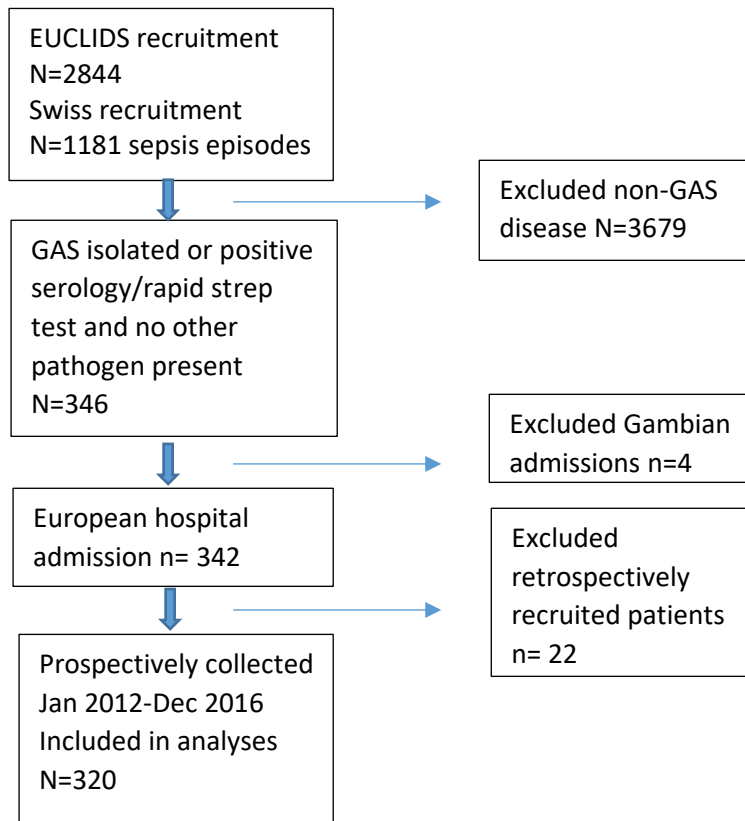 EUCLIDS recruitment
N=2844
Swiss recruitment
N=1181 sepsis episodes
Excluded non-GAS
disease N=3679
GAS isolated or positive
serology/rapid strep
test and no other
pathogen present
N=346
Excluded Gambian
admissions n=4
European hospital
admission n= 342
Excluded
retrospectively
recruited patients
n= 22
Prospectively collected
Jan 2012-Dec 2016
Included in analyses
N=320